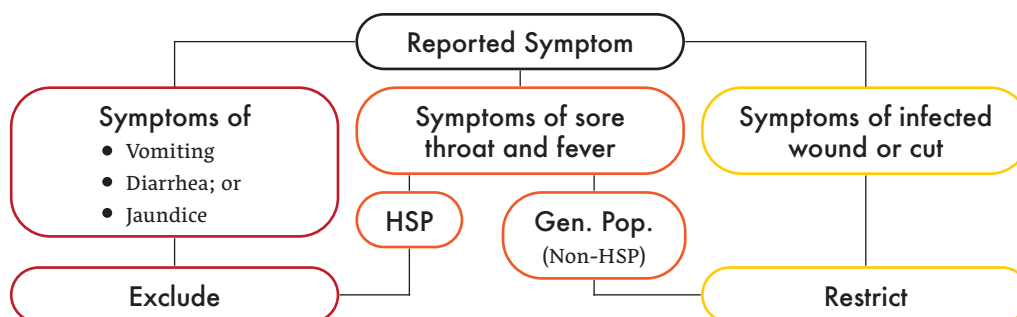 Reported Symptom
Symptoms of
• Vomiting
• Diarrhea; or
• Jaundice
Symptoms of sore
throat and fever
Symptoms of infected
wound or cut
HSP
Gen. Pop.
(Non-HSP)
Exclude
Restrict